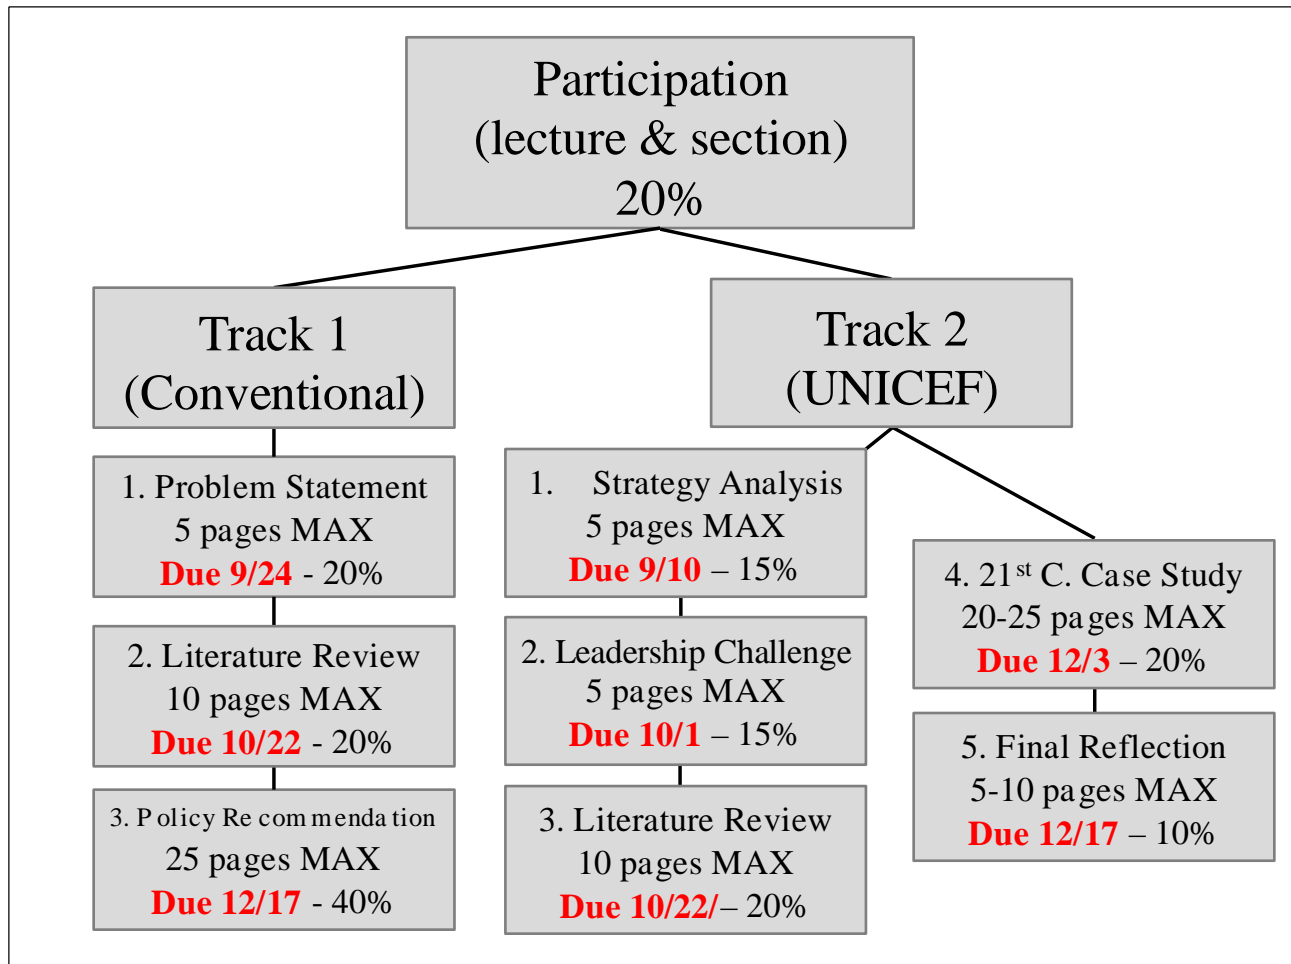 Participation
(lecture & section)
20%
Track 1
(Conventional)
1. Problem Statement
5 pages MAX
Due 9/24 - 20%
2. Literature Review
10 pages MAX
Due 10/22 - 20%
3. Policy Recommendation
25 pages MAX
Due 12/17 - 40%
Track 2
(UNICEF)
1. Strategy Analysis
5 pages MAX
Due 9/10 – 15%
2. Leadership Challenge
5 pages MAX
Due 10/1 – 15%
3. Literature Review
10 pages MAX
Due 10/22/– 20%
4. 21st C. Case Study
20-25 pages MAX
Due 12/3 – 20%
5. Final Reflection
5-10 pages MAX
Due 12/17 – 10%